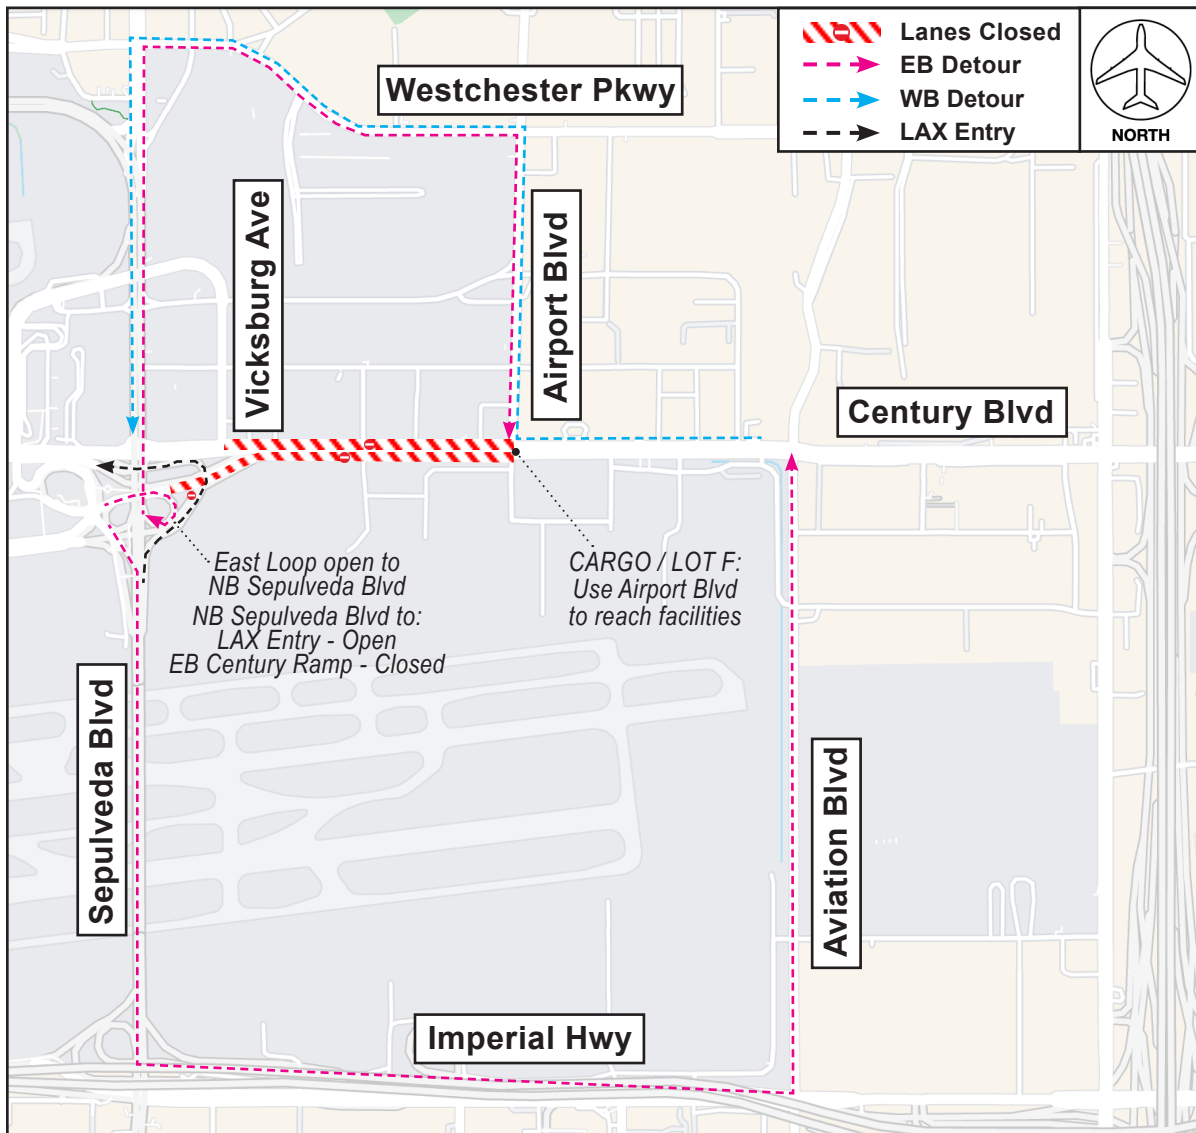 Lanes Closed
EB Detour
WB Detour
LAX Entry
NORTH
Westchester Pkwy
Vicksburg Ave
Airport Blvd
Century Blvd
East Loop open to
NB Sepulveda Blvd
NB Sepulveda Blvd to:
LAX Entry - Open
EB Century Ramp - Closed
CARGO / LOT F:
Use Airport Blvd
to reach facilities
Sepulveda Blvd
Aviation Blvd
Imperial Hwy